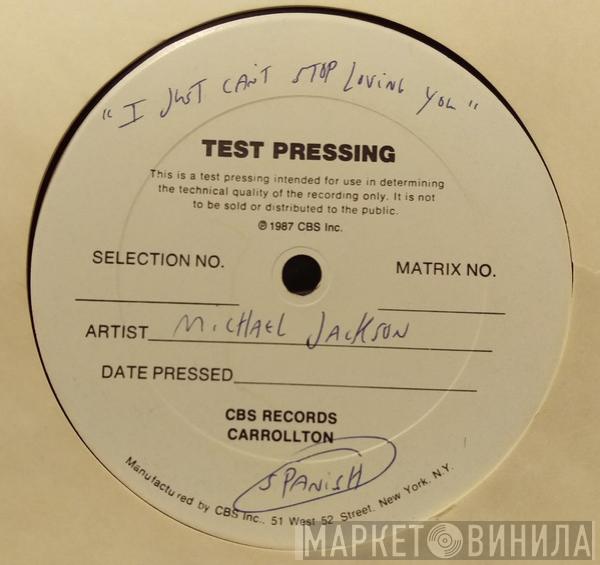 "I JUST CAN'T STOP LOVING YOU"
TEST PRESSING
This is a test pressing intended for use in determining
the technical quality of the recording only. It is not
to be sold or distributed to the public.
℗ 1987 CBS Inc.
SELECTION NO.
MATRIX NO.
ARTIST MICHAEL JACKSON
DATE PRESSED
CBS RECORDS
CARROLLTON
SPANISH
Manufactured by CBS Inc., 51 West 52 Street, New York, N.Y.
МАРКЕТ ВИНИЛА